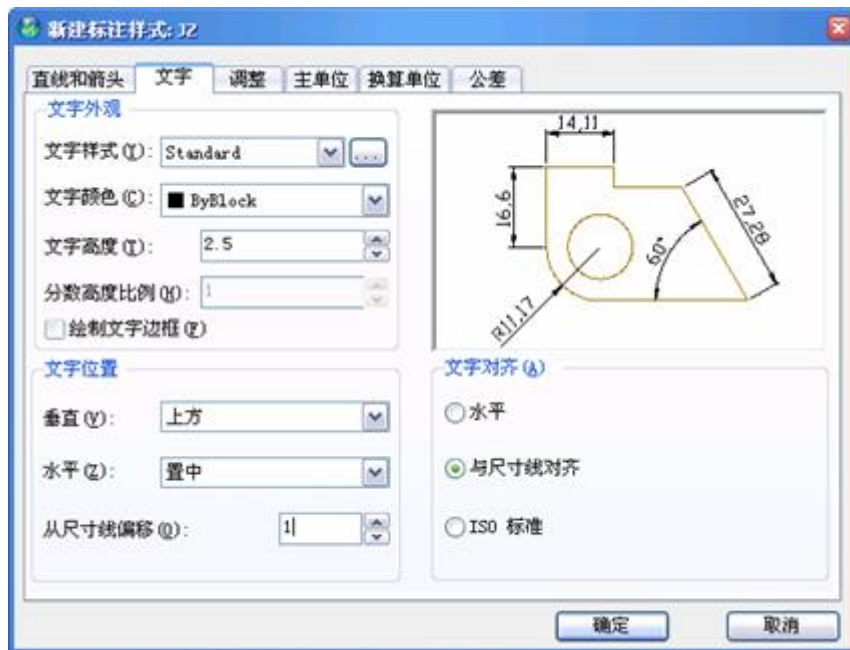 新建标注样式: JZ
直线和箭头 文字 调整 主单位 换算单位 公差
文字外观
文字样式(Y): Standard ...
文字颜色(C): ByBlock
文字高度(T): 2.5
分数高度比例(H): 1
绘制文字边框(F)
14,11
16,6
27,28
60°
R11,17
文字位置
垂直(V): 上方
水平(Z): 置中
从尺寸线偏移(O): 1
文字对齐(A)
水平
与尺寸线对齐
ISO 标准
确定 取消